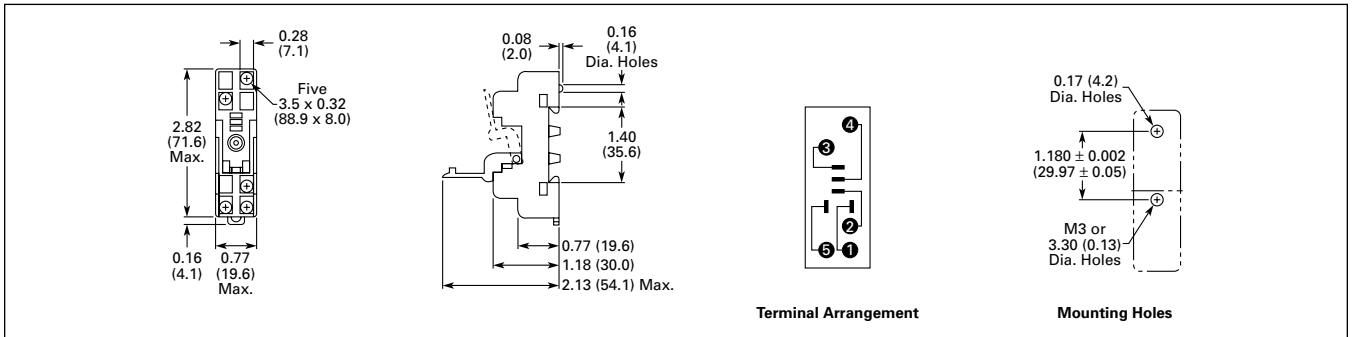 0.28
(7.1)
Five
3.5 x 0.32
(88.9 x 8.0)
2.82
(71.6)
Max.
0.16
(4.1)
0.77
(19.6)
Max.
0.08
(2.0)
0.16
(4.1)
Dia. Holes
1.40
(35.6)
0.77 (19.6)
1.18 (30.0)
2.13 (54.1) Max.
4
3
2
5 1
Terminal Arrangement
0.17 (4.2)
Dia. Holes
1.180 ± 0.002
(29.97 ± 0.05)
M3 or
3.30 (0.13)
Dia. Holes
Mounting Holes